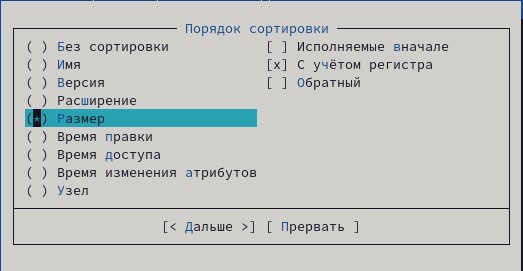 Порядок сортировки
( ) Без сортировки
( ) Имя
( ) Версия
( ) Расширение
(*) Размер
( ) Время правки
( ) Время доступа
( ) Время изменения атрибутов
( ) Узел
[ ] Исполняемые вначале
[x] С учётом регистра
[ ] Обратный
[< Дальше >] [ Прервать ]